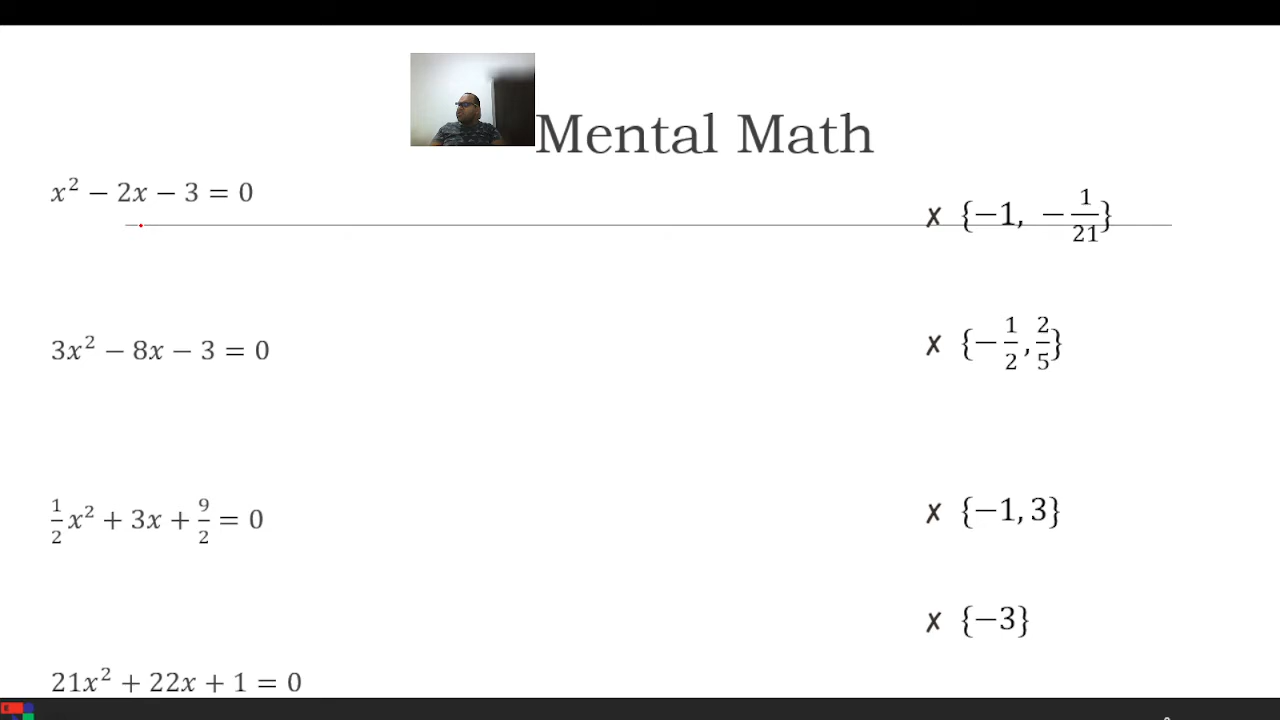 Mental Math
x² − 2x − 3 = 0
✗ {−1, −1/21}
3x² − 8x − 3 = 0
✗ {−1/2, 2/5}
1/2x² + 3x + 9/2 = 0
✗ {−1, 3}
✗ {−3}
21x² + 22x + 1 = 0